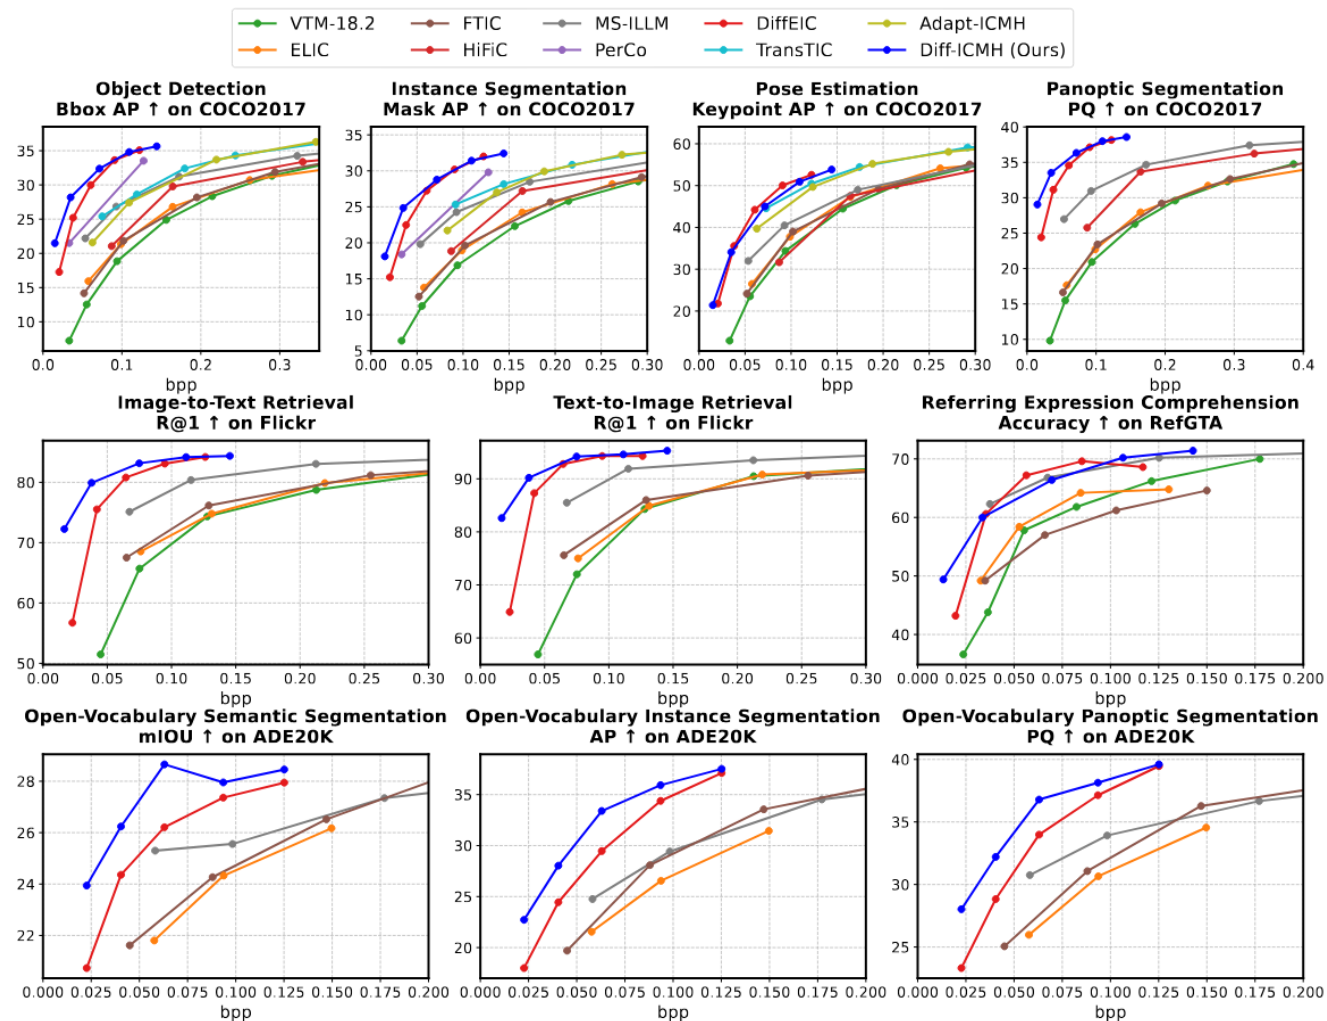 VTM-18.2 FTIC MS-ILLM DiffEIC Adapt-ICMH
ELIC HiFiC PerCo TransTIC Diff-ICMH (Ours)
Object Detection
Bbox AP ↑ on COCO2017
35
30
25
20
15
10
0 0.1 0.2 0.3
bpp
Instance Segmentation
Mask AP ↑ on COCO2017
35
30
25
20
15
10
5
0.00 0.05 0.10 0.15 0.20 0.25 0.30
bpp
Pose Estimation
Keypoint AP ↑ on COCO2017
60
50
40
30
20
0.00 0.05 0.10 0.15 0.20 0.25 0.30
bpp
Panoptic Segmentation
PQ ↑ on COCO2017
40
35
30
25
20
15
10
0 0.1 0.2 0.3 0.4
bpp
Image-to-Text Retrieval
R@1 ↑ on Flickr
80
70
60
50
0.00 0.05 0.10 0.15 0.20 0.25 0.30
bpp
Text-to-Image Retrieval
R@1 ↑ on Flickr
90
80
70
60
0.00 0.05 0.10 0.15 0.20 0.25 0.30
bpp
Referring Expression Comprehension
Accuracy ↑ on RefGTA
70
60
50
40
0.000 0.025 0.050 0.075 0.100 0.125 0.150 0.175 0.200
bpp
Open-Vocabulary Semantic Segmentation
mIOU ↑ on ADE20K
28
26
24
22
0.000 0.025 0.050 0.075 0.100 0.125 0.150 0.175 0.200
bpp
Open-Vocabulary Instance Segmentation
AP ↑ on ADE20K
35
30
25
20
0.000 0.025 0.050 0.075 0.100 0.125 0.150 0.175 0.200
bpp
Open-Vocabulary Panoptic Segmentation
PQ ↑ on ADE20K
40
35
30
25
0.000 0.025 0.050 0.075 0.100 0.125 0.150 0.175 0.200
bpp